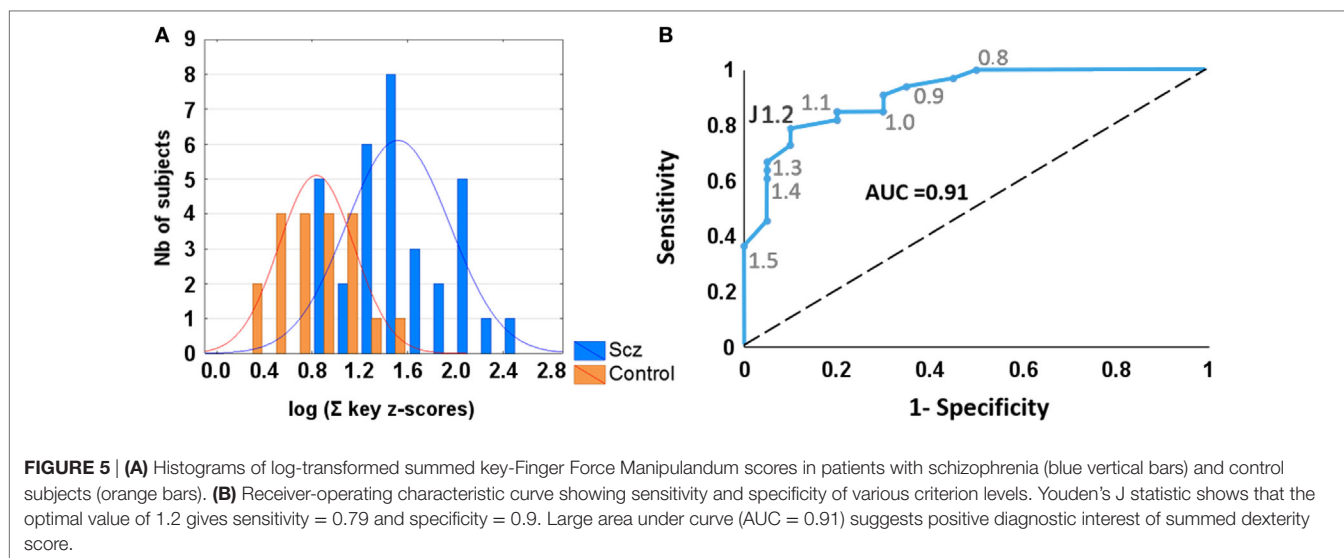 A
9
8
7
6
5
4
3
2
1
0
Nb of subjects
0.0 0.4 0.8 1.2 1.6 2.0 2.4 2.8
log (Σ key z-scores)
Scz
Control
B
1
0.8
0.6
0.4
0.2
0
Sensitivity
0.8
0.9
1.0
1.1
J 1.2
1.3
1.4
1.5
AUC =0.91
0 0.2 0.4 0.6 0.8 1
1- Specificity
FIGURE 5 | (A) Histograms of log-transformed summed key-Finger Force Manipulandum scores in patients with schizophrenia (blue vertical bars) and control
subjects (orange bars). (B) Receiver-operating characteristic curve showing sensitivity and specificity of various criterion levels. Youden's J statistic shows that the
optimal value of 1.2 gives sensitivity = 0.79 and specificity = 0.9. Large area under curve (AUC = 0.91) suggests positive diagnostic interest of summed dexterity
score.